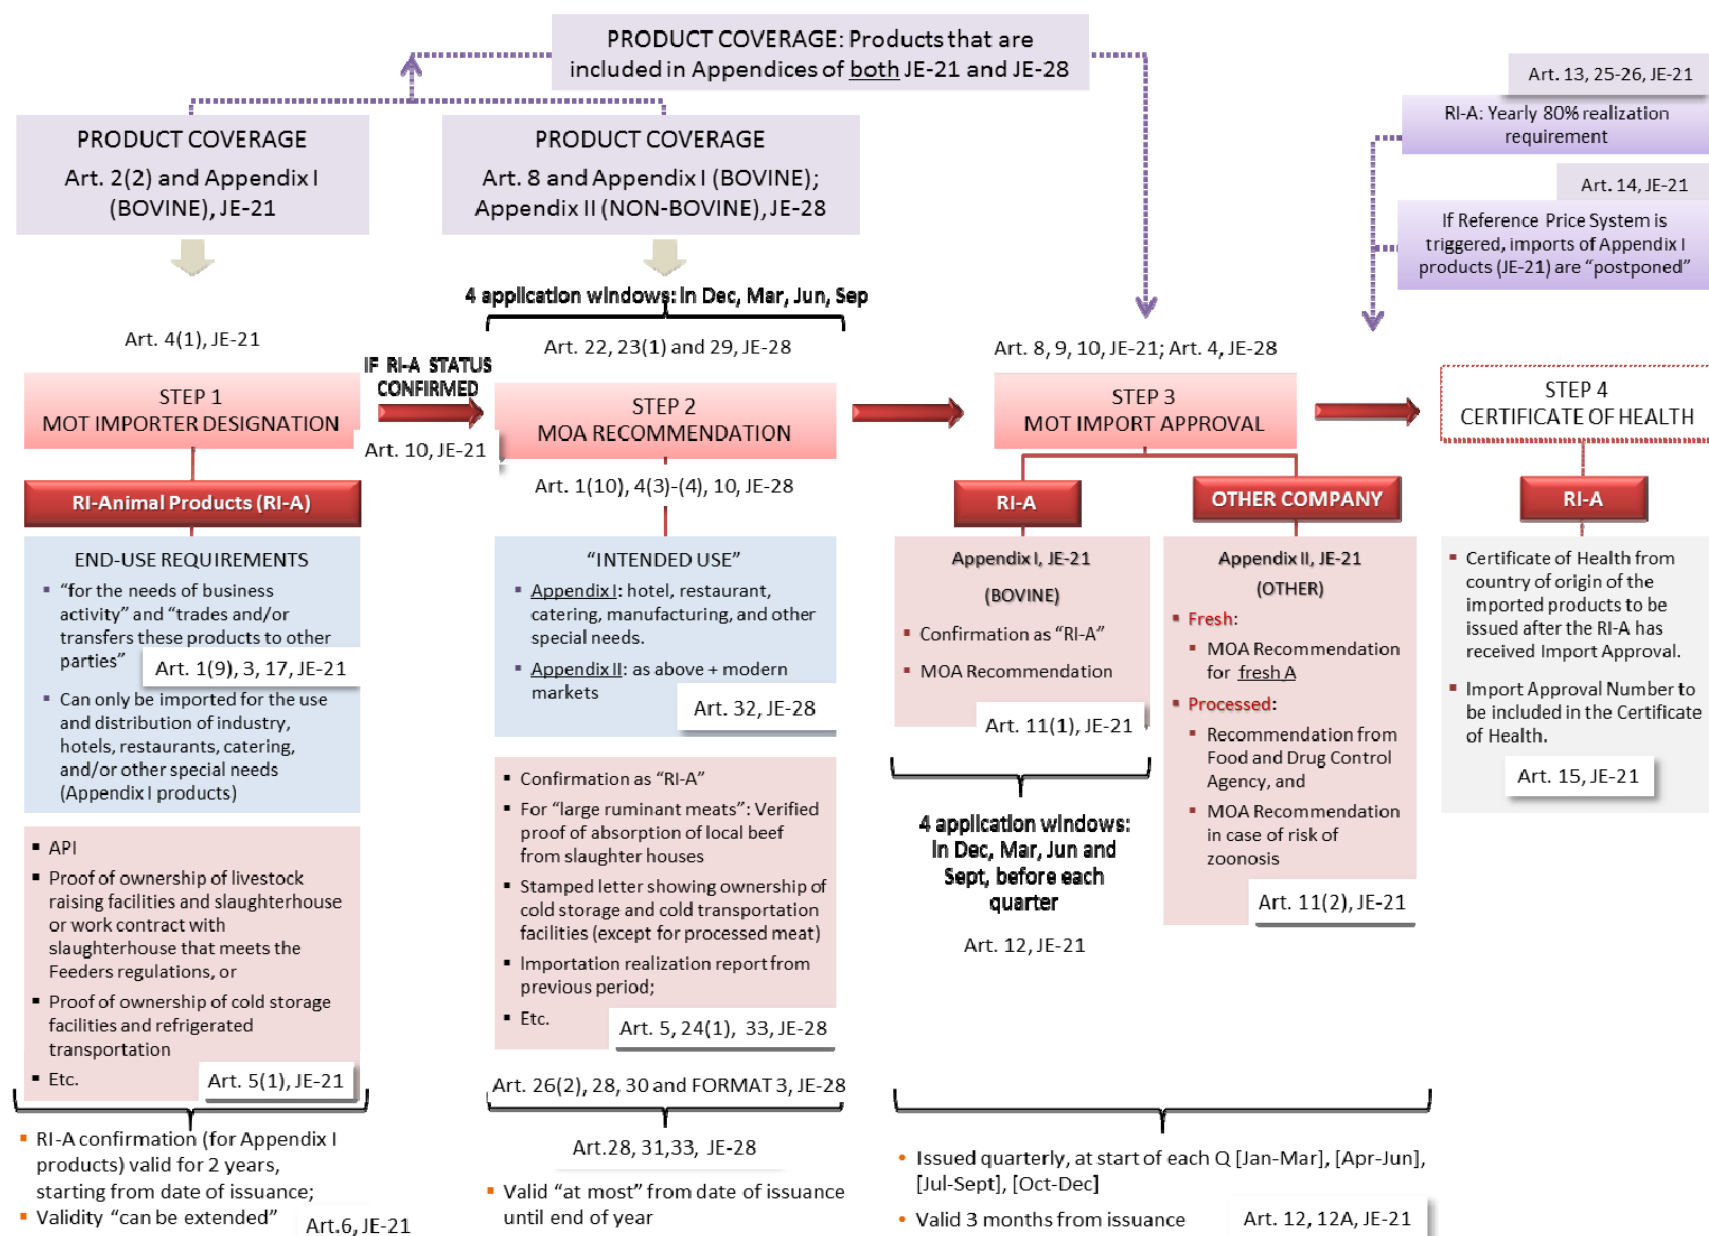 PRODUCT COVERAGE: Products that are
included in Appendices of both JE-21 and JE-28
Art. 13, 25-26, JE-21
RI-A: Yearly 80% realization
requirement
Art. 14, JE-21
If Reference Price System is
triggered, imports of Appendix I
products (JE-21) are “postponed”
PRODUCT COVERAGE
Art. 2(2) and Appendix I
(BOVINE), JE-21
PRODUCT COVERAGE
Art. 8 and Appendix I (BOVINE);
Appendix II (NON-BOVINE), JE-28
4 application windows: in Dec, Mar, Jun, Sep
Art. 4(1), JE-21
Art. 22, 23(1) and 29, JE-28
Art. 8, 9, 10, JE-21; Art. 4, JE-28
STEP 1
MOT IMPORTER DESIGNATION
IF RI-A STATUS
CONFIRMED
Art. 10, JE-21
STEP 2
MOA RECOMMENDATION
STEP 3
MOT IMPORT APPROVAL
STEP 4
CERTIFICATE OF HEALTH
RI-Animal Products (RI-A)
END-USE REQUIREMENTS
▪ “for the needs of business
activity” and “trades and/or
transfers these products to other
parties”
Art. 1(9), 3, 17, JE-21
▪ Can only be imported for the use
and distribution of industry,
hotels, restaurants, catering,
and/or other special needs
(Appendix I products)
▪ API
▪ Proof of ownership of livestock
raising facilities and slaughterhouse
or work contract with
slaughterhouse that meets the
Feeders regulations, or
▪ Proof of ownership of cold storage
facilities and refrigerated
transportation
▪ Etc.
Art. 5(1), JE-21
▪ RI-A confirmation (for Appendix I
products) valid for 2 years,
starting from date of issuance;
▪ Validity “can be extended”
Art.6, JE-21
Art. 1(10), 4(3)-(4), 10, JE-28
“INTENDED USE”
▪ Appendix I: hotel, restaurant,
catering, manufacturing, and other
special needs.
▪ Appendix II: as above + modern
markets
Art. 32, JE-28
▪ Confirmation as “RI-A”
▪ For “large ruminant meats”: Verified
proof of absorption of local beef
from slaughter houses
▪ Stamped letter showing ownership of
cold storage and cold transportation
facilities (except for processed meat)
▪ Importation realization report from
previous period;
▪ Etc.
Art. 5, 24(1), 33, JE-28
Art. 26(2), 28, 30 and FORMAT 3, JE-28
Art.28, 31,33, JE-28
▪ Valid “at most” from date of issuance
until end of year
RI-A
Appendix I, JE-21
(BOVINE)
▪ Confirmation as “RI-A”
▪ MOA Recommendation
Art. 11(1), JE-21
4 application windows:
in Dec, Mar, Jun and
Sept, before each
quarter
Art. 12, JE-21
OTHER COMPANY
Appendix II, JE-21
(OTHER)
▪ Fresh:
▪ MOA Recommendation
for fresh A
▪ Processed:
▪ Recommendation from
Food and Drug Control
Agency, and
▪ MOA Recommendation
in case of risk of
zoonosis
Art. 11(2), JE-21
• Issued quarterly, at start of each Q [Jan-Mar], [Apr-Jun],
[Jul-Sept], [Oct-Dec]
• Valid 3 months from issuance
Art. 12, 12A, JE-21
RI-A
▪ Certificate of Health from
country of origin of the
imported products to be
issued after the RI-A has
received Import Approval.
▪ Import Approval Number to
be included in the Certificate
of Health.
Art. 15, JE-21